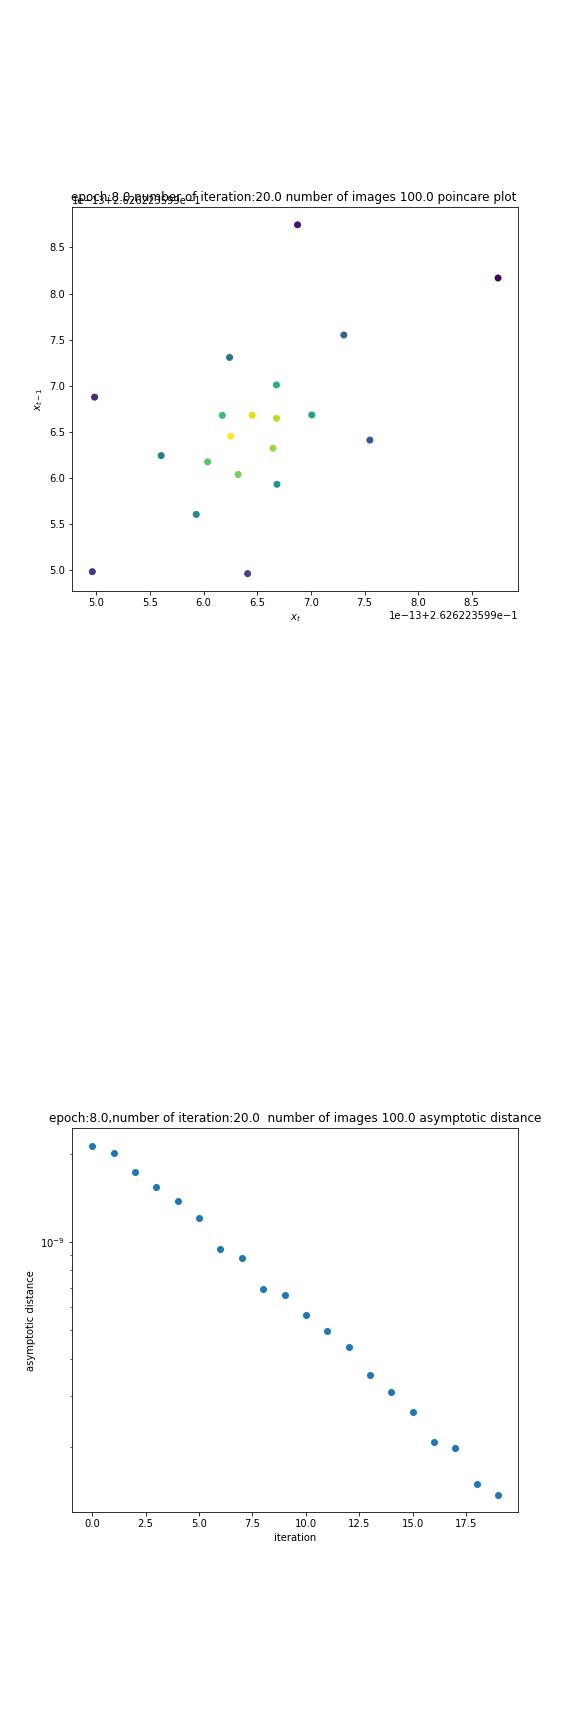 epoch:8.0,number of iteration:20.0 number of images 100.0 poincare plot
1e−13+2.626223599e−1
8.5
8.0
7.5
7.0
6.5
6.0
5.5
5.0
x_{t−1}
5.0 5.5 6.0 6.5 7.0 7.5 8.0 8.5
x_t
1e−13+2.626223599e−1
epoch:8.0,number of iteration:20.0  number of images 100.0 asymptotic distance
10^{−9}
asymptotic distance
0.0 2.5 5.0 7.5 10.0 12.5 15.0 17.5
iteration